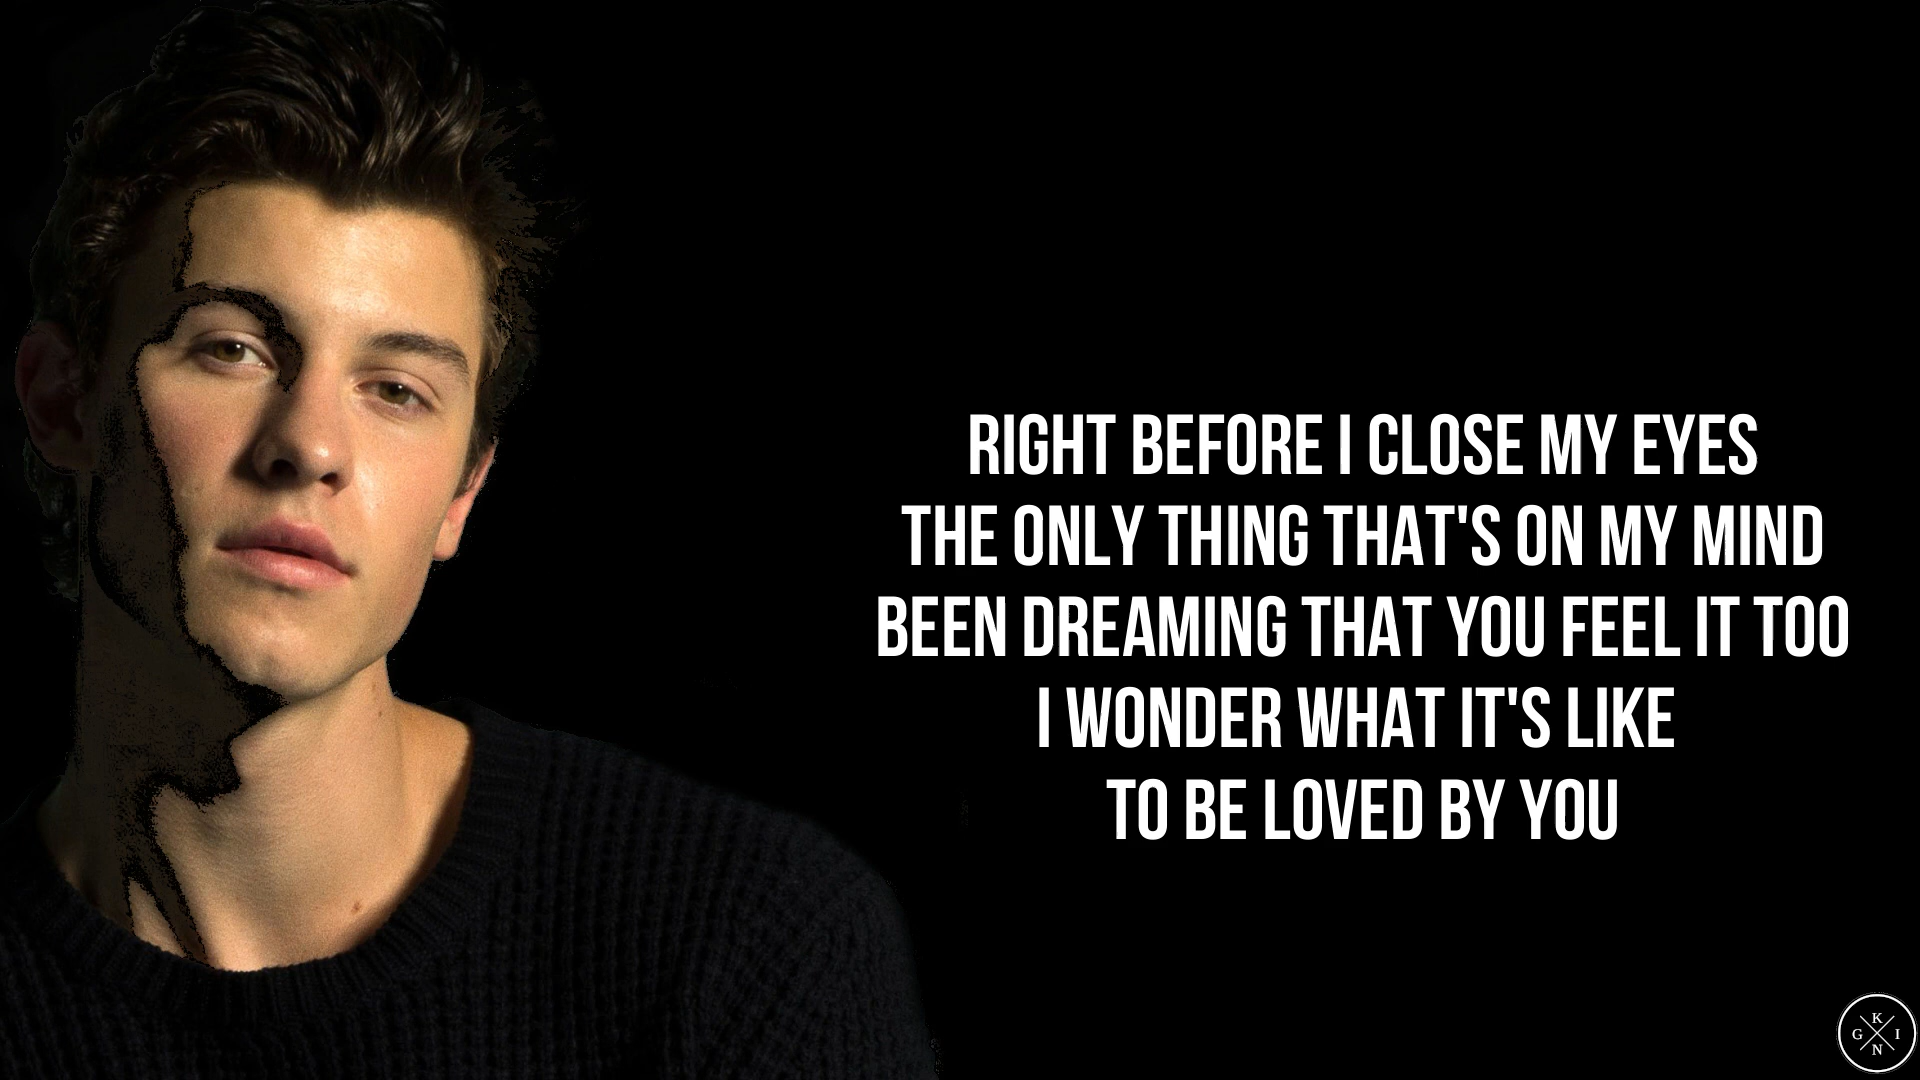 RIGHT BEFORE I CLOSE MY EYES
THE ONLY THING THAT'S ON MY MIND
BEEN DREAMING THAT YOU FEEL IT TOO
I WONDER WHAT IT'S LIKE
TO BE LOVED BY YOU
K
G I
N